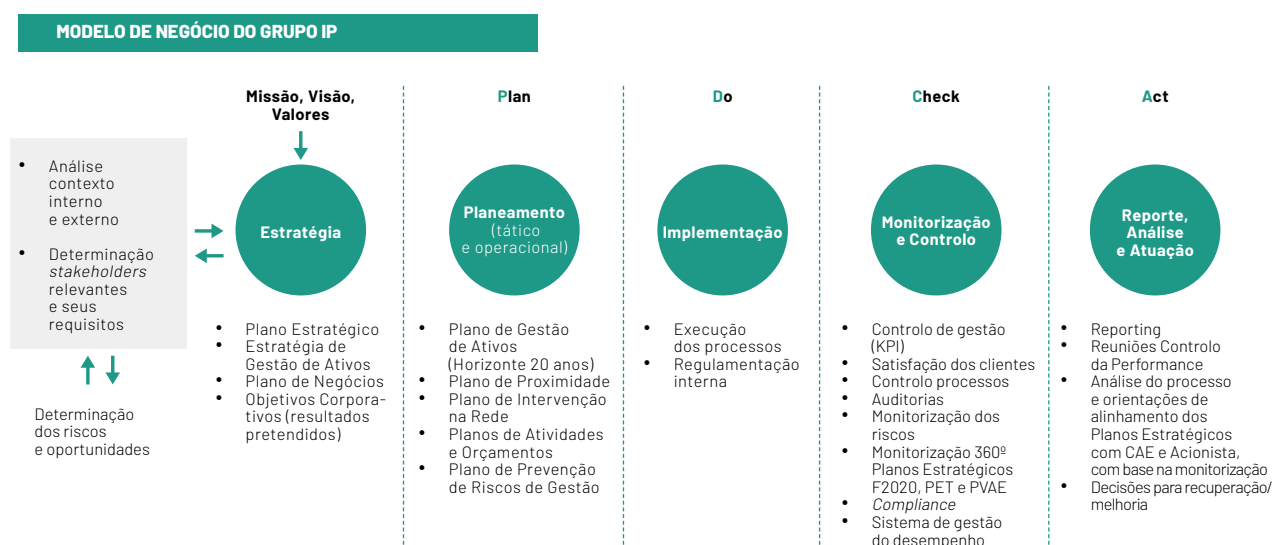 MODELO DE NEGÓCIO DO GRUPO IP
Missão, Visão,
Valores
Plan
Do
Check
Act
• Análise
contexto
interno
e externo
• Determinação
stakeholders
relevantes
e seus
requisitos
Determinação
dos riscos
e oportunidades
Estratégia
• Plano Estratégico
• Estratégia de
Gestão de Ativos
• Plano de Negócios
• Objetivos Corpora-
tivos (resultados
pretendidos)
Planeamento
(tático
e operacional)
• Plano de Gestão
de Ativos
(Horizonte 20 anos)
• Plano de Proximidade
• Plano de Intervenção
na Rede
• Planos de Atividades
e Orçamentos
• Plano de Prevenção
de Riscos de Gestão
Implementação
• Execução
dos processos
• Regulamentação
interna
Monitorização
e Controlo
• Controlo de gestão
(KPI)
• Satisfação dos clientes
• Controlo processos
• Auditorias
• Monitorização dos
riscos
• Monitorização 360º
Planos Estratégicos
F2020, PET e PVAE
• Compliance
• Sistema de gestão
do desempenho
Reporte,
Análise
e Atuação
• Reporting
• Reuniões Controlo
da Performance
• Análise do processo
e orientações de
alinhamento dos
Planos Estratégicos
com CAE e Acionista,
com base na monitorização
• Decisões para recuperação/
melhoria